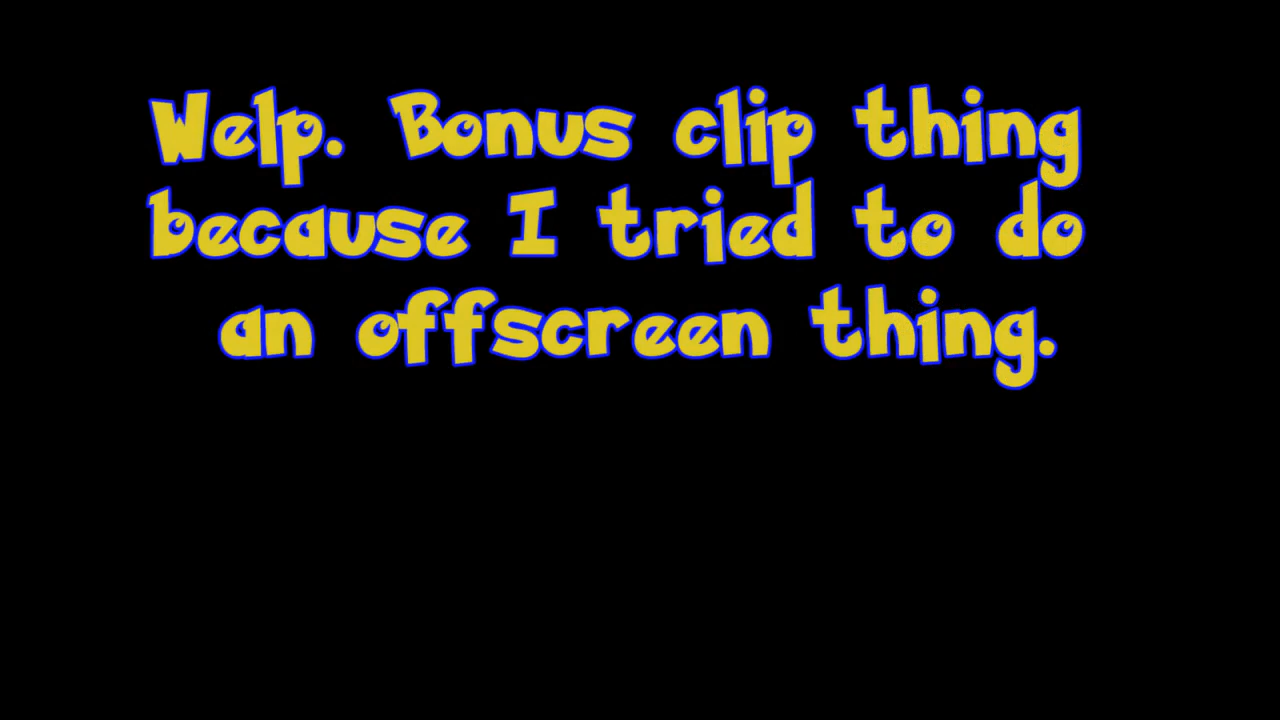 Welp. Bonus clip thing
because I tried to do
an offscreen thing.